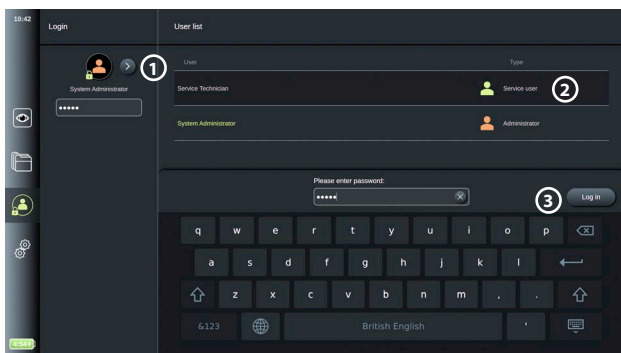 10:42
Login
User list
1
System Administrator
•••••
User
Type
Service Technician
Service user
2
System Administrator
Administrator
Please enter password:
•••••
3
Log in
q w e r t y u i o p
a s d f g h j k l
z x c v b n m , .
&123
British English
'